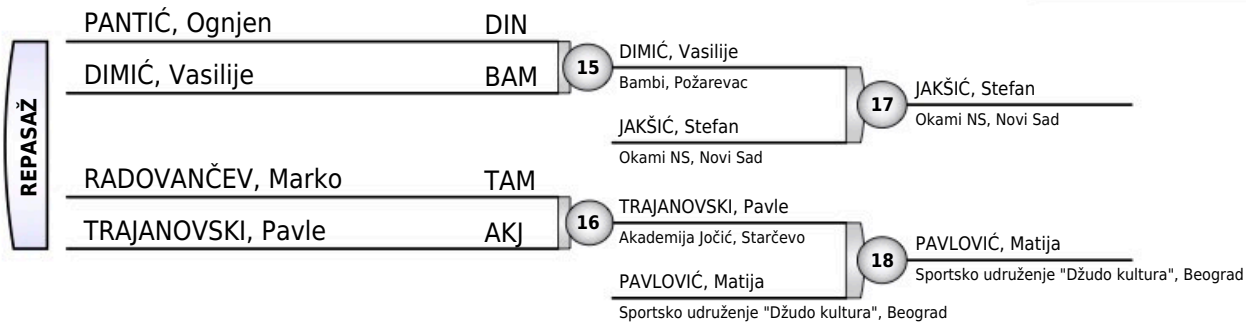 REPASAŽ
PANTIĆ, Ognjen DIN
DIMIĆ, Vasilije BAM
15
DIMIĆ, Vasilije
Bambi, Požarevac
JAKŠIĆ, Stefan
Okami NS, Novi Sad
17
JAKŠIĆ, Stefan
Okami NS, Novi Sad
RADOVANČEV, Marko TAM
TRAJANOVSKI, Pavle AKJ
16
TRAJANOVSKI, Pavle
Akademija Jočić, Starčevo
PAVLOVIĆ, Matija
Sportsko udruženje "Džudo kultura", Beograd
18
PAVLOVIĆ, Matija
Sportsko udruženje "Džudo kultura", Beograd